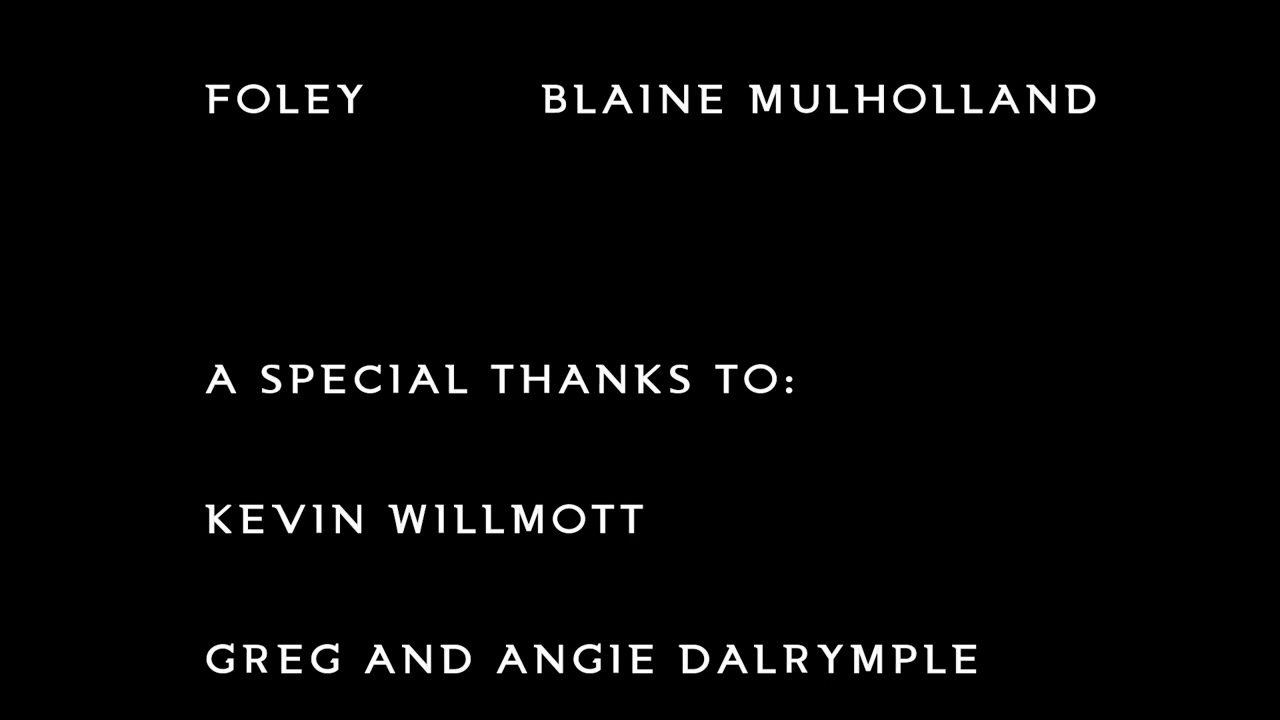 FOLEY BLAINE MULHOLLAND
A SPECIAL THANKS TO:
KEVIN WILLMOTT
GREG AND ANGIE DALRYMPLE